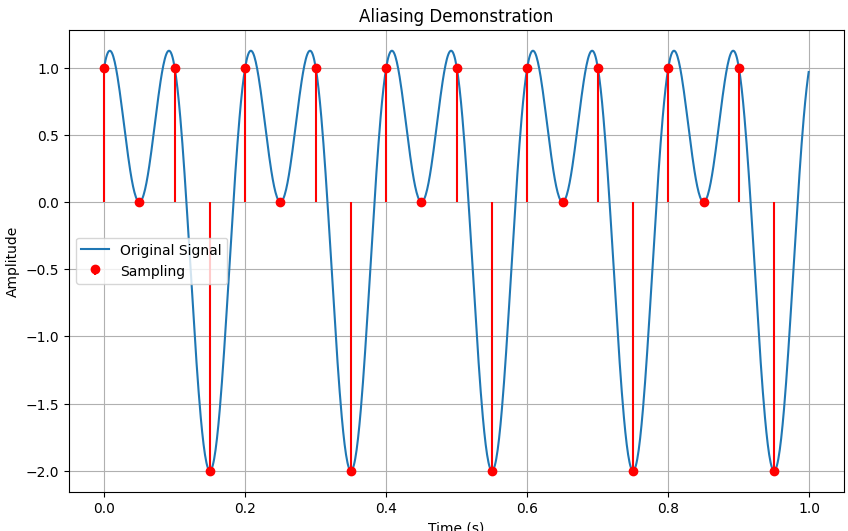 Aliasing Demonstration
1.0
0.5
0.0
−0.5
−1.0
−1.5
−2.0
Amplitude
Original Signal
Sampling
0.0 0.2 0.4 0.6 0.8 1.0
Time (s)